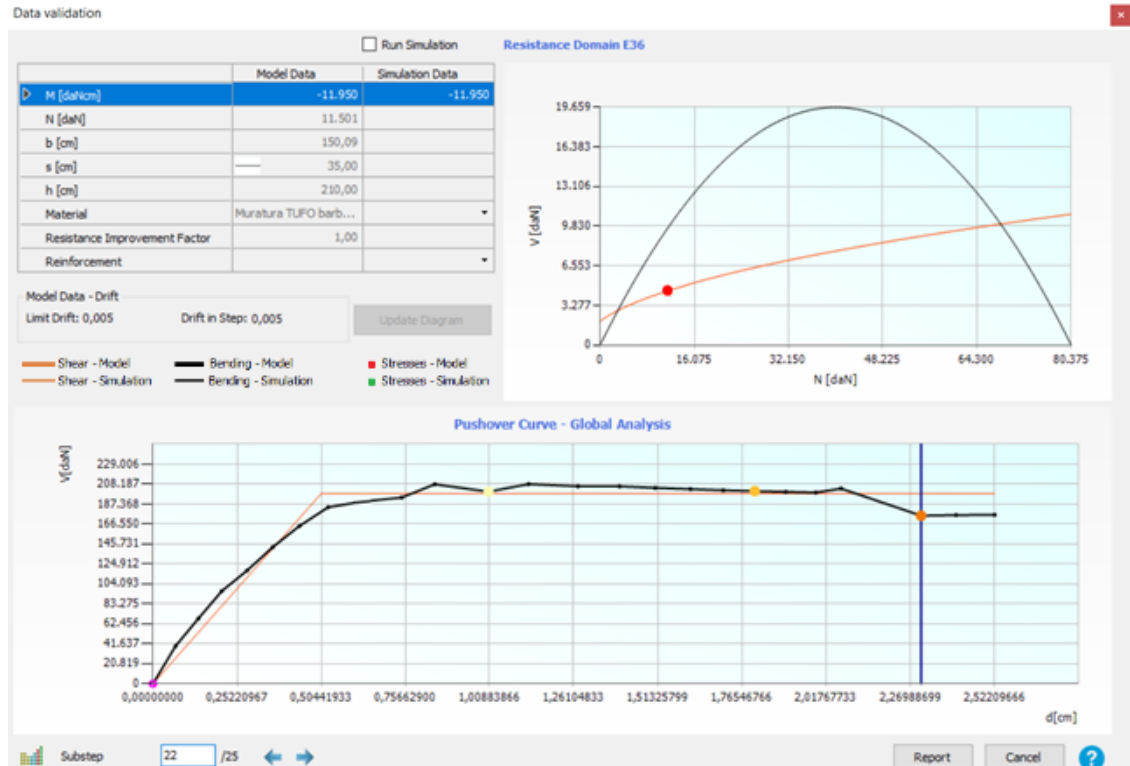 Data validation
×
Run Simulation
Resistance Domain E36
Model Data Simulation Data
M [daNcm] -11.950 -11.950
N [daN] 11.501
b [cm] 150,09
s [cm] 35,00
h [cm] 210,00
Material Muratura TUFO barb...
Resistance Improvement Factor 1,00
Reinforcement
Model Data - Drift
Limit Drift: 0,005 Drift in Step: 0,005
Update Diagram
Shear - Model Bending - Model Stresses - Model
Shear - Simulation Bending - Simulation Stresses - Simulation
V [daN]
19.659
16.383
13.106
9.830
6.553
3.277
0
0 16.075 32.150 48.225 64.300 80.375
N [daN]
Pushover Curve - Global Analysis
V[daN]
229.006
208.187
187.368
166.550
145.731
124.912
104.093
83.275
62.456
41.637
20.819
0
0,00000000 0,25220967 0,50441933 0,75662900 1,00883866 1,26104833 1,51325799 1,76546766 2,01767733 2,26988699 2,52209666
d[cm]
Substep 22 /25
Report Cancel ?